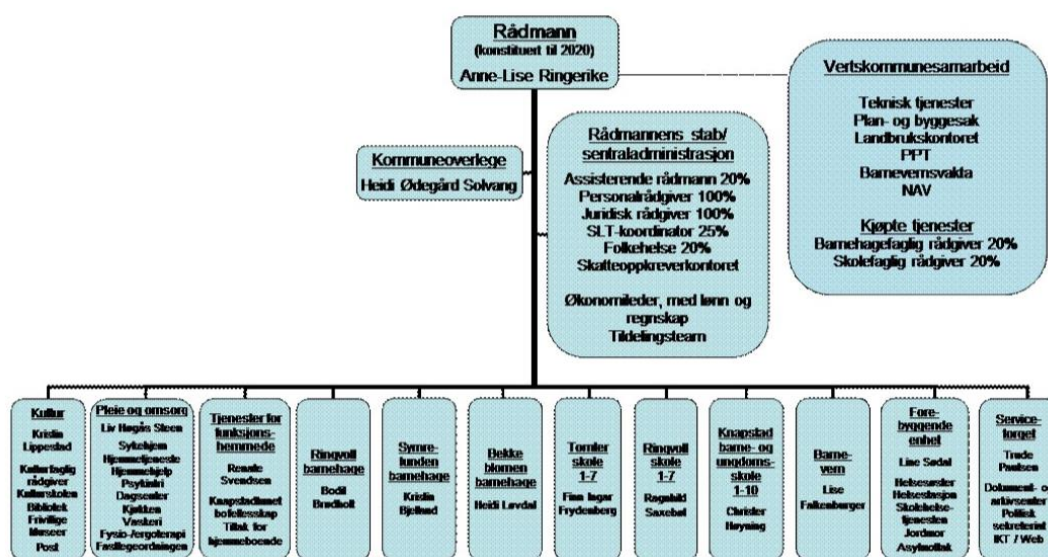 Rådmann
(konstituert til 2020)
Anne-Lise Ringerike
Vertskommunesamarbeid
Teknisk tjenester
Plan- og byggesak
Landbrukskontoret
PPT
Barnevernsvakta
NAV
Kjøpte tjenester
Barnehagefaglig rådgiver 20%
Skolefaglig rådgiver 20%
Kommuneoverlege
Heidi Ødegård Solvang
Rådmannens stab/
sentraladministrasjon
Assisterende rådmann 20%
Personalrådgiver 100%
Juridisk rådgiver 100%
SLT-koordinator 25%
Folkehelse 20%
Skatteoppkreverkontoret
Økonomileder, med lønn og
regnskap
Tildelingsteam
Kultur
Kristin
Lippestad
Kulturfaglig
rådgiver
Kulturskolen
Bibliotek
Frivillige
Museer
Post
Pleie og omsorg
Liv Høgås Steen
Sykehjem
Hjemmetjeneste
Hjemmehjelp
Psykiatri
Dagsenter
Kjøkken
Vaskeri
Fysio-/ergoterapi
Fastlegeordningen
Tjenester for
funksjons-
hemmede
Renate
Svendsen
Knapstadtunet
bofellesskap
Tiltak for
hjemmeboende
Ringvoll
barnehage
Bodil
Bredholt
Symre-
funden
barnehage
Kristin
Bjelland
Bekke
blomen
barnehage
Heidi Løvdal
Tomter
skole
1-7
Finn Ingar
Frydenberg
Ringvoll
skole
1-7
Ragnhild
Saxebøl
Knapstad
barne- og
ungdoms-
skole
1-10
Christer
Høyning
Barne-
vern
Lise
Falkenburger
Fore-
byggende
enhet
Line Sødal
Helsesøster
Helsestasjon
Skolehelse-
tjenesten
Jordmor
Asylmottak
Service-
torget
Trude
Paulsen
Dokument- og
arkivsenter
Politisk
sekretariat
IKT / Web